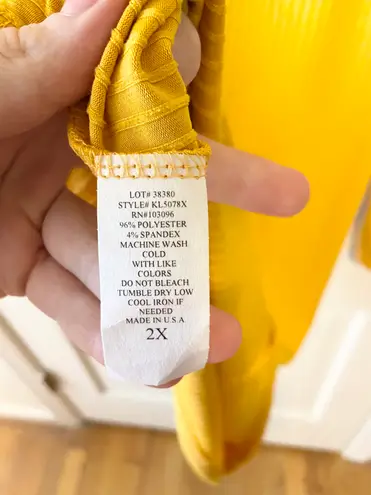 LOT# 38380
STYLE# KL5078X
RN#103096
96% POLYESTER
4% SPANDEX
MACHINE WASH
COLD
WITH LIKE
COLORS
DO NOT BLEACH
TUMBLE DRY LOW
COOL IRON IF
NEEDED
MADE IN U.S.A
2X